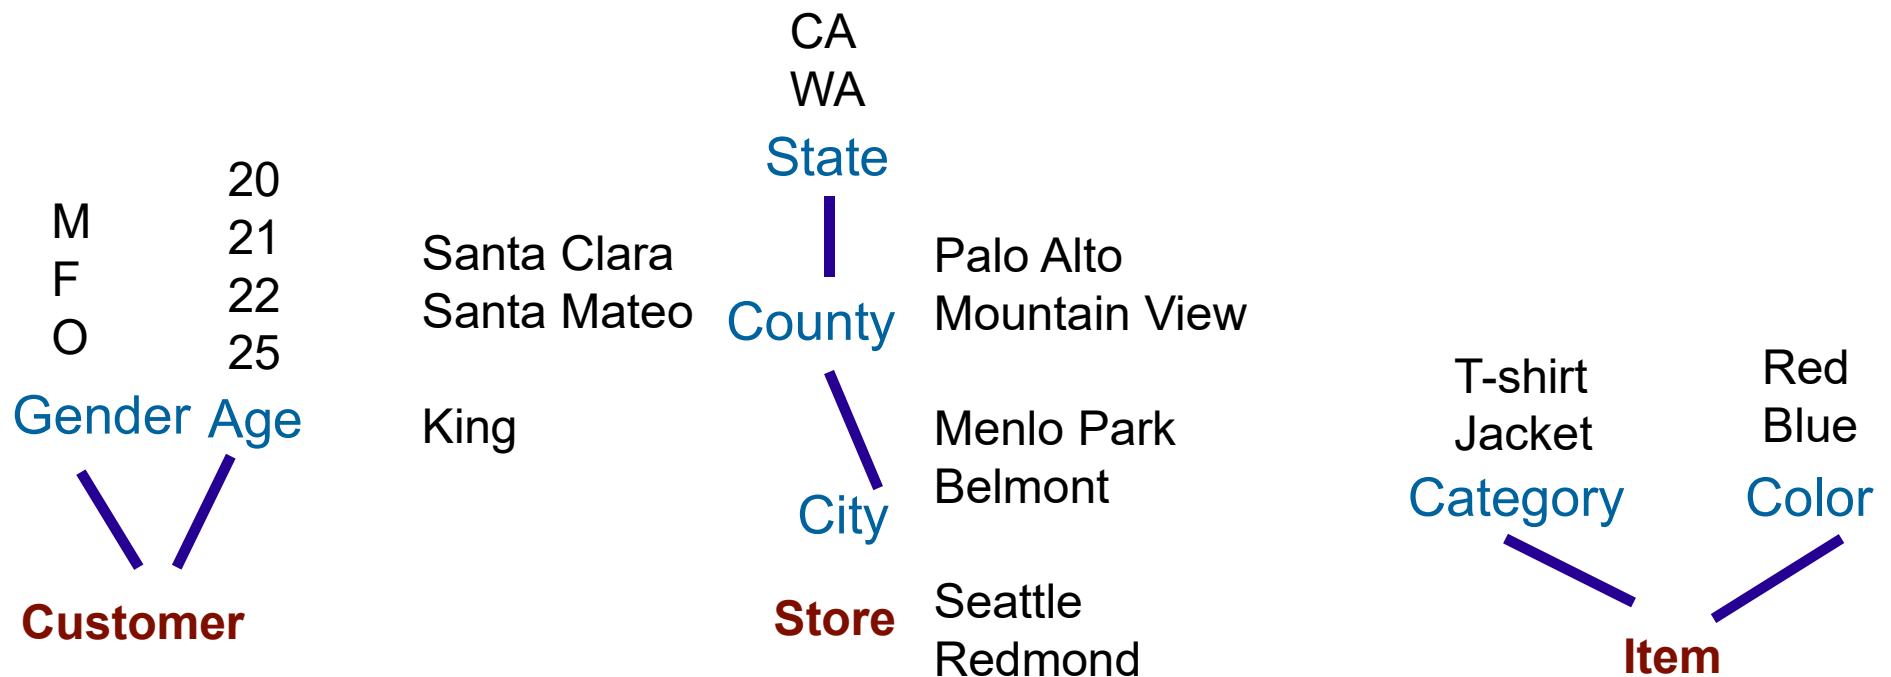 CA
WA
State
20
21
22
25
M
F
O
Gender
Age
Santa Clara
Santa Mateo
King
County
Palo Alto
Mountain View
Menlo Park
Belmont
City
Seattle
Redmond
T-shirt
Jacket
Category
Red
Blue
Color
Customer
Store
Item